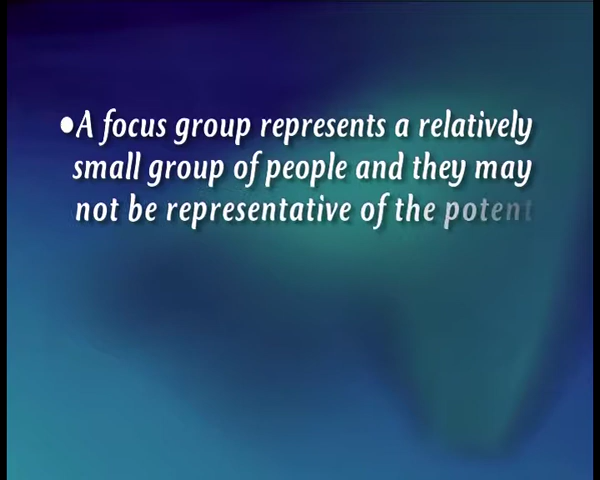 •A focus group represents a relatively
small group of people and they may
not be representative of the potent